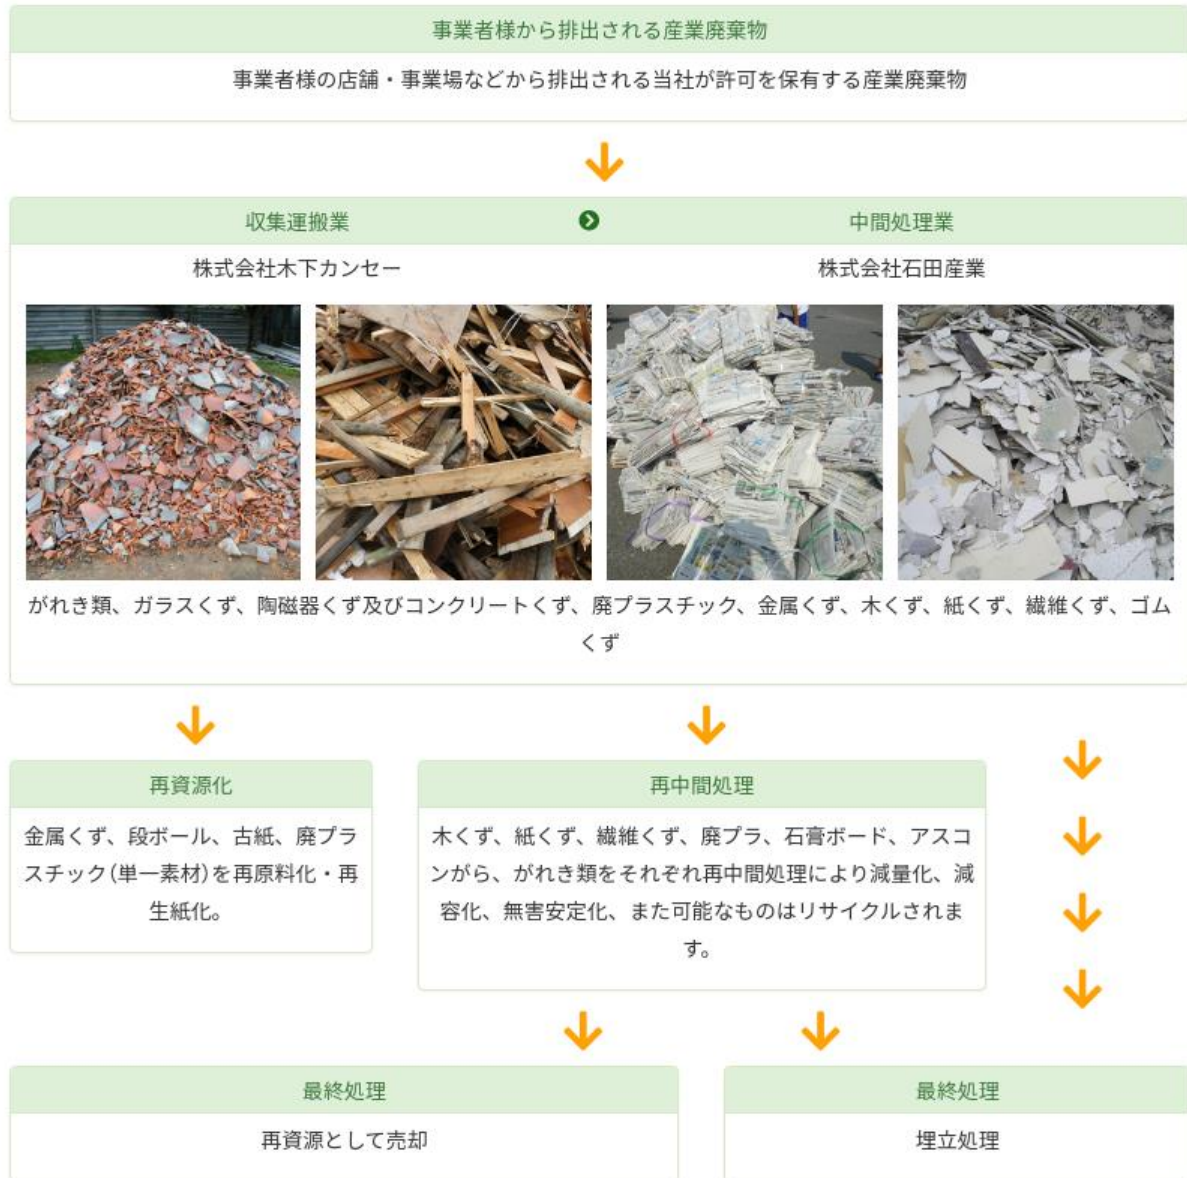 事業者様から排出される産業廃棄物
事業者様の店舗・事業場などから排出される当社が許可を保有する産業廃棄物
収集運搬業
中間処理業
株式会社木下カンセー
株式会社石田産業
がれき類、ガラスくず、陶磁器くず及びコンクリートくず、廃プラスチック、金属くず、木くず、紙くず、繊維くず、ゴム
くず
再資源化
金属くず、段ボール、古紙、廃プラ
スチック(単一素材)を再原料化・再
生紙化。
再中間処理
木くず、紙くず、繊維くず、廃プラ、石膏ボード、アスコ
ンがら、がれき類をそれぞれ再中間処理により減量化、減
容化、無害安定化、また可能なものはリサイクルされま
す。
最終処理
再資源として売却
最終処理
埋立処理